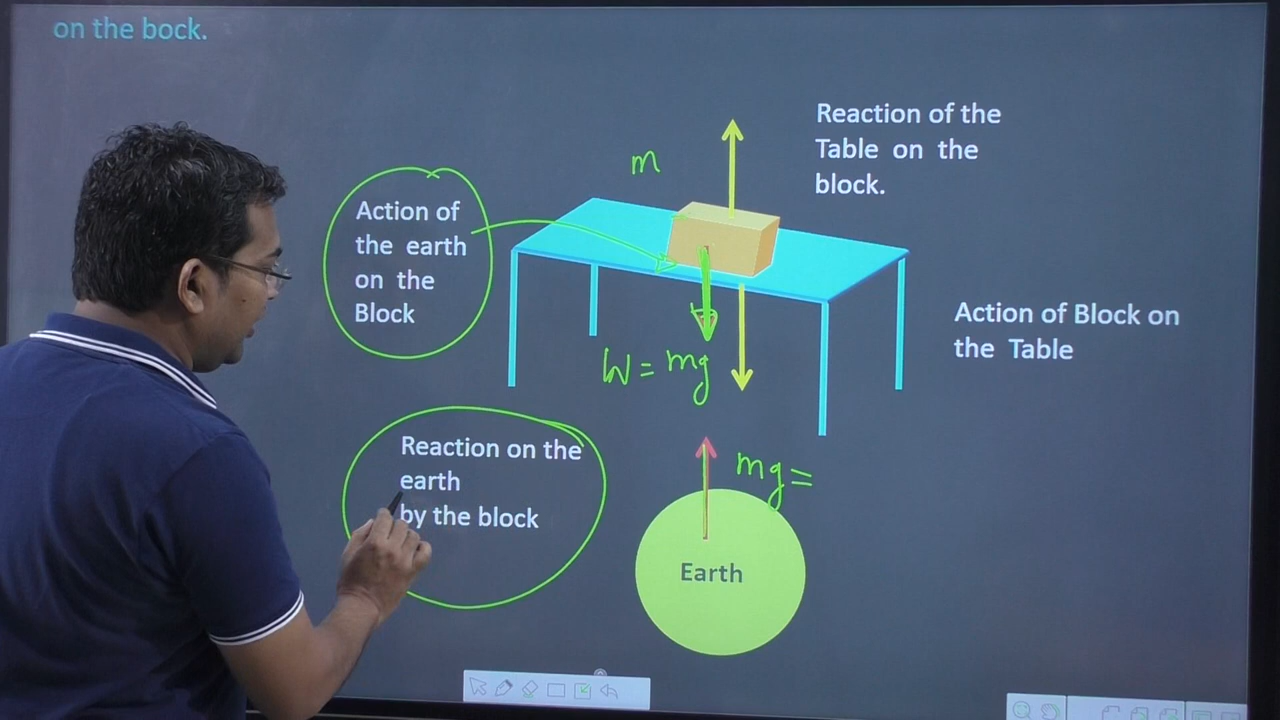 on the bock.
Reaction of the
Table on the
block.
m
Action of
the earth
on the
Block
Action of Block on
the Table
W = mg
Reaction on the
earth
by the block
mg =
Earth